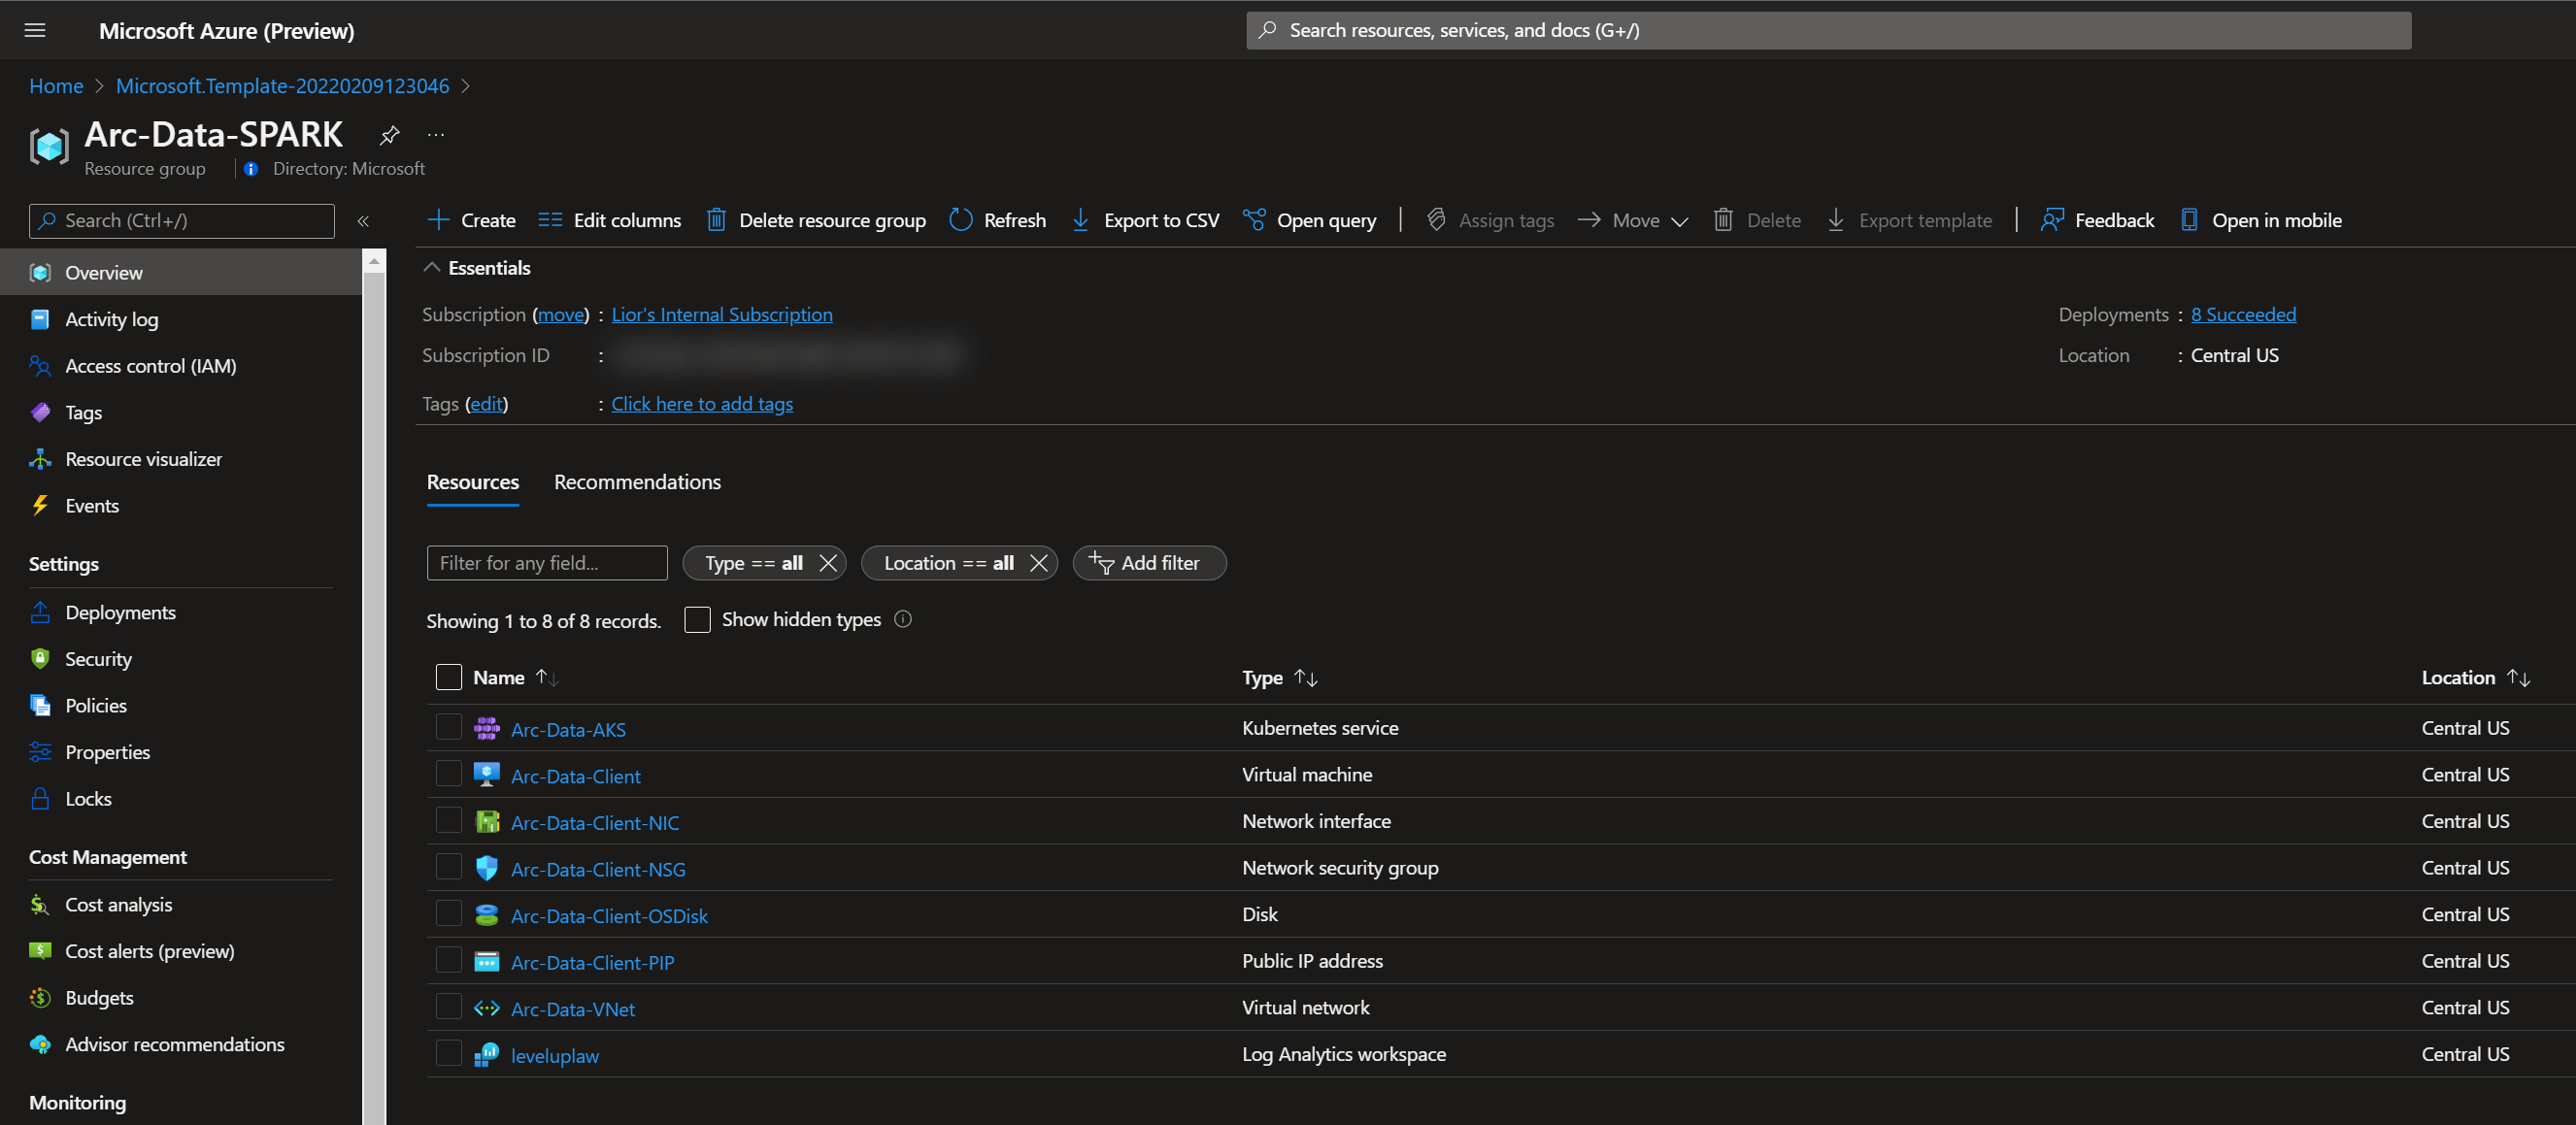 Microsoft Azure (Preview)
Search resources, services, and docs (G+/)
Home > Microsoft.Template-20220209123046 >
Arc-Data-SPARK
...
Resource group
Directory: Microsoft
Search (Ctrl+/)
«
Overview
Activity log
Access control (IAM)
Tags
Resource visualizer
Events
Settings
Deployments
Security
Policies
Properties
Locks
Cost Management
Cost analysis
Cost alerts (preview)
Budgets
Advisor recommendations
Monitoring
Create
Edit columns
Delete resource group
Refresh
Export to CSV
Open query
Assign tags
Move
Delete
Export template
Feedback
Open in mobile
Essentials
Subscription (move) : Lior's Internal Subscription
Deployments : 8 Succeeded
Subscription ID :
Location : Central US
Tags (edit) : Click here to add tags
Resources
Recommendations
Filter for any field...
Type == all
Location == all
Add filter
Showing 1 to 8 of 8 records.
Show hidden types
Name Type Location
Arc-Data-AKS Kubernetes service Central US
Arc-Data-Client Virtual machine Central US
Arc-Data-Client-NIC Network interface Central US
Arc-Data-Client-NSG Network security group Central US
Arc-Data-Client-OSDisk Disk Central US
Arc-Data-Client-PIP Public IP address Central US
Arc-Data-VNet Virtual network Central US
leveluplaw Log Analytics workspace Central US